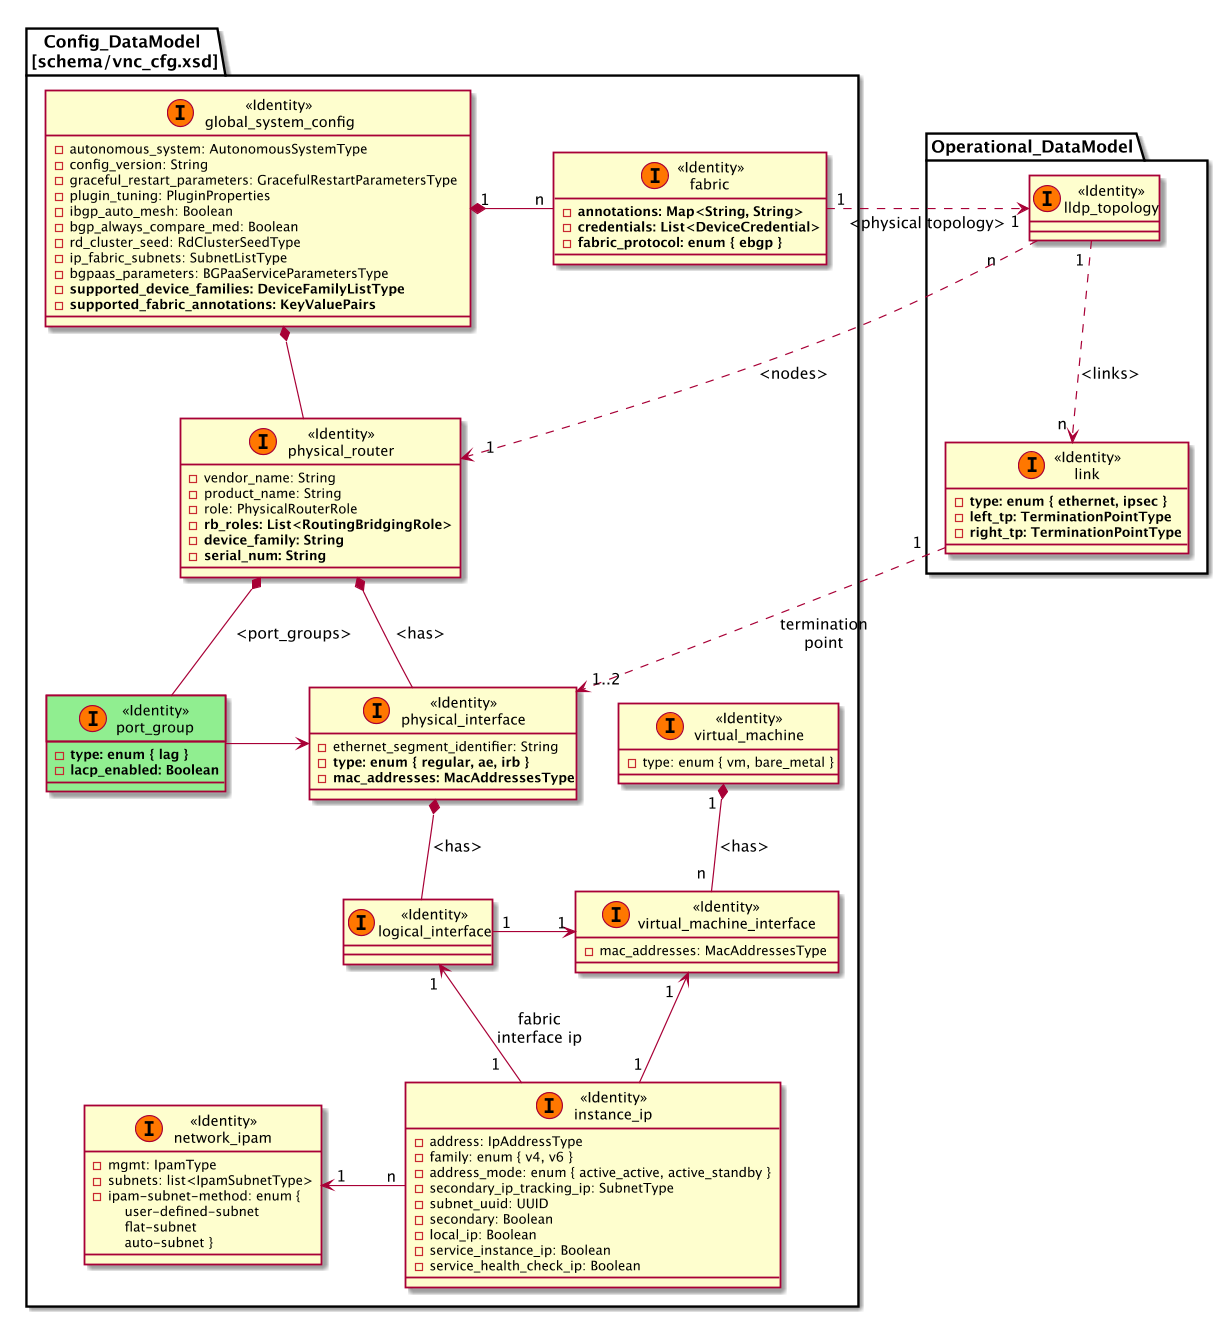 Config_DataModel
[schema/vnc_cfg.xsd]
I
«Identity»
global_system_config
autonomous_system: AutonomousSystemType
config_version: String
graceful_restart_parameters: GracefulRestartParametersType
plugin_tuning: PluginProperties
ibgp_auto_mesh: Boolean
bgp_always_compare_med: Boolean
rd_cluster_seed: RdClusterSeedType
ip_fabric_subnets: SubnetListType
bgpaas_parameters: BGPaaServiceParametersType
supported_device_families: DeviceFamilyListType
supported_fabric_annotations: KeyValuePairs
1
n
I
«Identity»
fabric
annotations: Map<String, String>
credentials: List<DeviceCredential>
fabric_protocol: enum { ebgp }
1
<physical topology>
1
Operational_DataModel
I
«Identity»
lldp_topology
n
1
<nodes>
<links>
1
n
I
«Identity»
physical_router
vendor_name: String
product_name: String
role: PhysicalRouterRole
rb_roles: List<RoutingBridgingRole>
device_family: String
serial_num: String
I
«Identity»
link
type: enum { ethernet, ipsec }
left_tp: TerminationPointType
right_tp: TerminationPointType
1
<port_groups>
<has>
termination
point
1..2
I
«Identity»
port_group
type: enum { lag }
lacp_enabled: Boolean
I
«Identity»
physical_interface
ethernet_segment_identifier: String
type: enum { regular, ae, irb }
mac_addresses: MacAddressesType
I
«Identity»
virtual_machine
type: enum { vm, bare_metal }
1
<has>
<has>
n
I
«Identity»
logical_interface
1
1
I
«Identity»
virtual_machine_interface
mac_addresses: MacAddressesType
1
1
fabric
interface ip
1
1
I
«Identity»
network_ipam
mgmt: IpamType
subnets: list<IpamSubnetType>
ipam-subnet-method: enum {
user-defined-subnet
flat-subnet
auto-subnet }
1
n
I
«Identity»
instance_ip
address: IpAddressType
family: enum { v4, v6 }
address_mode: enum { active_active, active_standby }
secondary_ip_tracking_ip: SubnetType
subnet_uuid: UUID
secondary: Boolean
local_ip: Boolean
service_instance_ip: Boolean
service_health_check_ip: Boolean